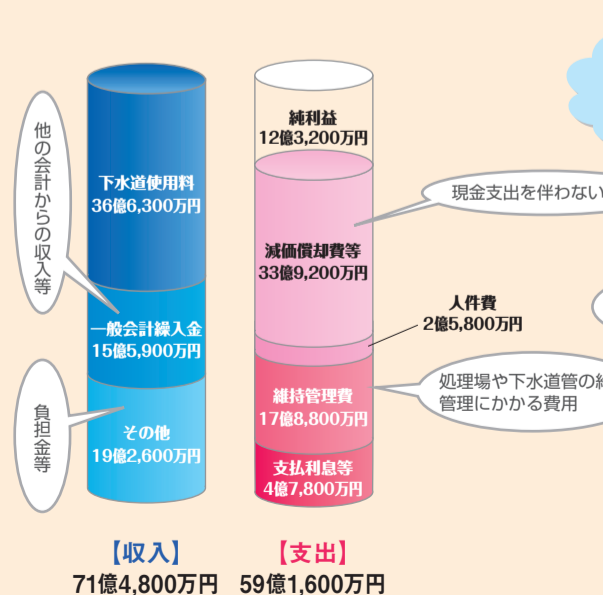 他の会計からの収入等
下水道使用料
36億6,300万円
一般会計繰入金
15億5,900万円
負担金等
その他
19億2,600万円
【収入】
71億4,800万円
純利益
12億3,200万円
減価償却費等
33億9,200万円
現金支出を伴わない
人件費
2億5,800万円
維持管理費
17億8,800万円
処理場や下水道管の維
管理にかかる費用
支払利息等
4億7,800万円
【支出】
59億1,600万円